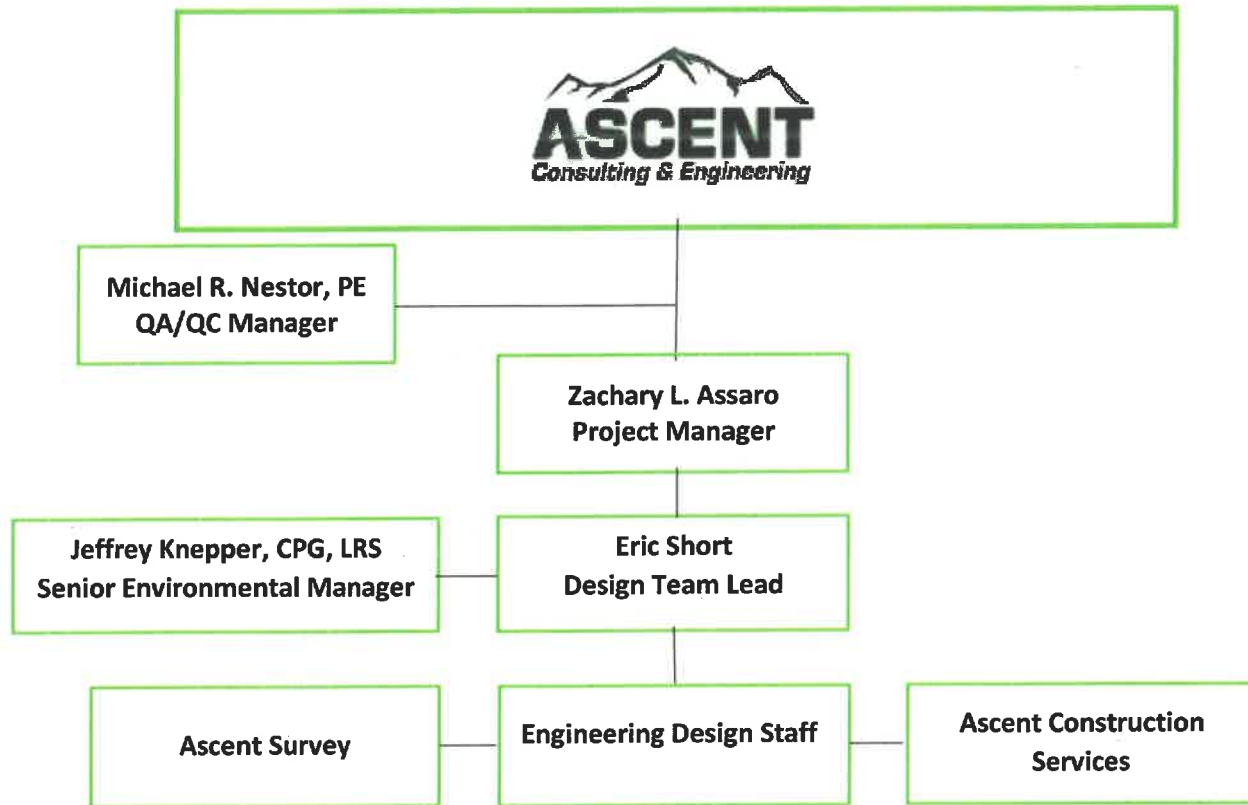 ASCENT
Consulting & Engineering
Michael R. Nestor, PE
QA/QC Manager
Zachary L. Assaro
Project Manager
Jeffrey Knepper, CPG, LRS
Senior Environmental Manager
Eric Short
Design Team Lead
Ascent Survey
Engineering Design Staff
Ascent Construction
Services